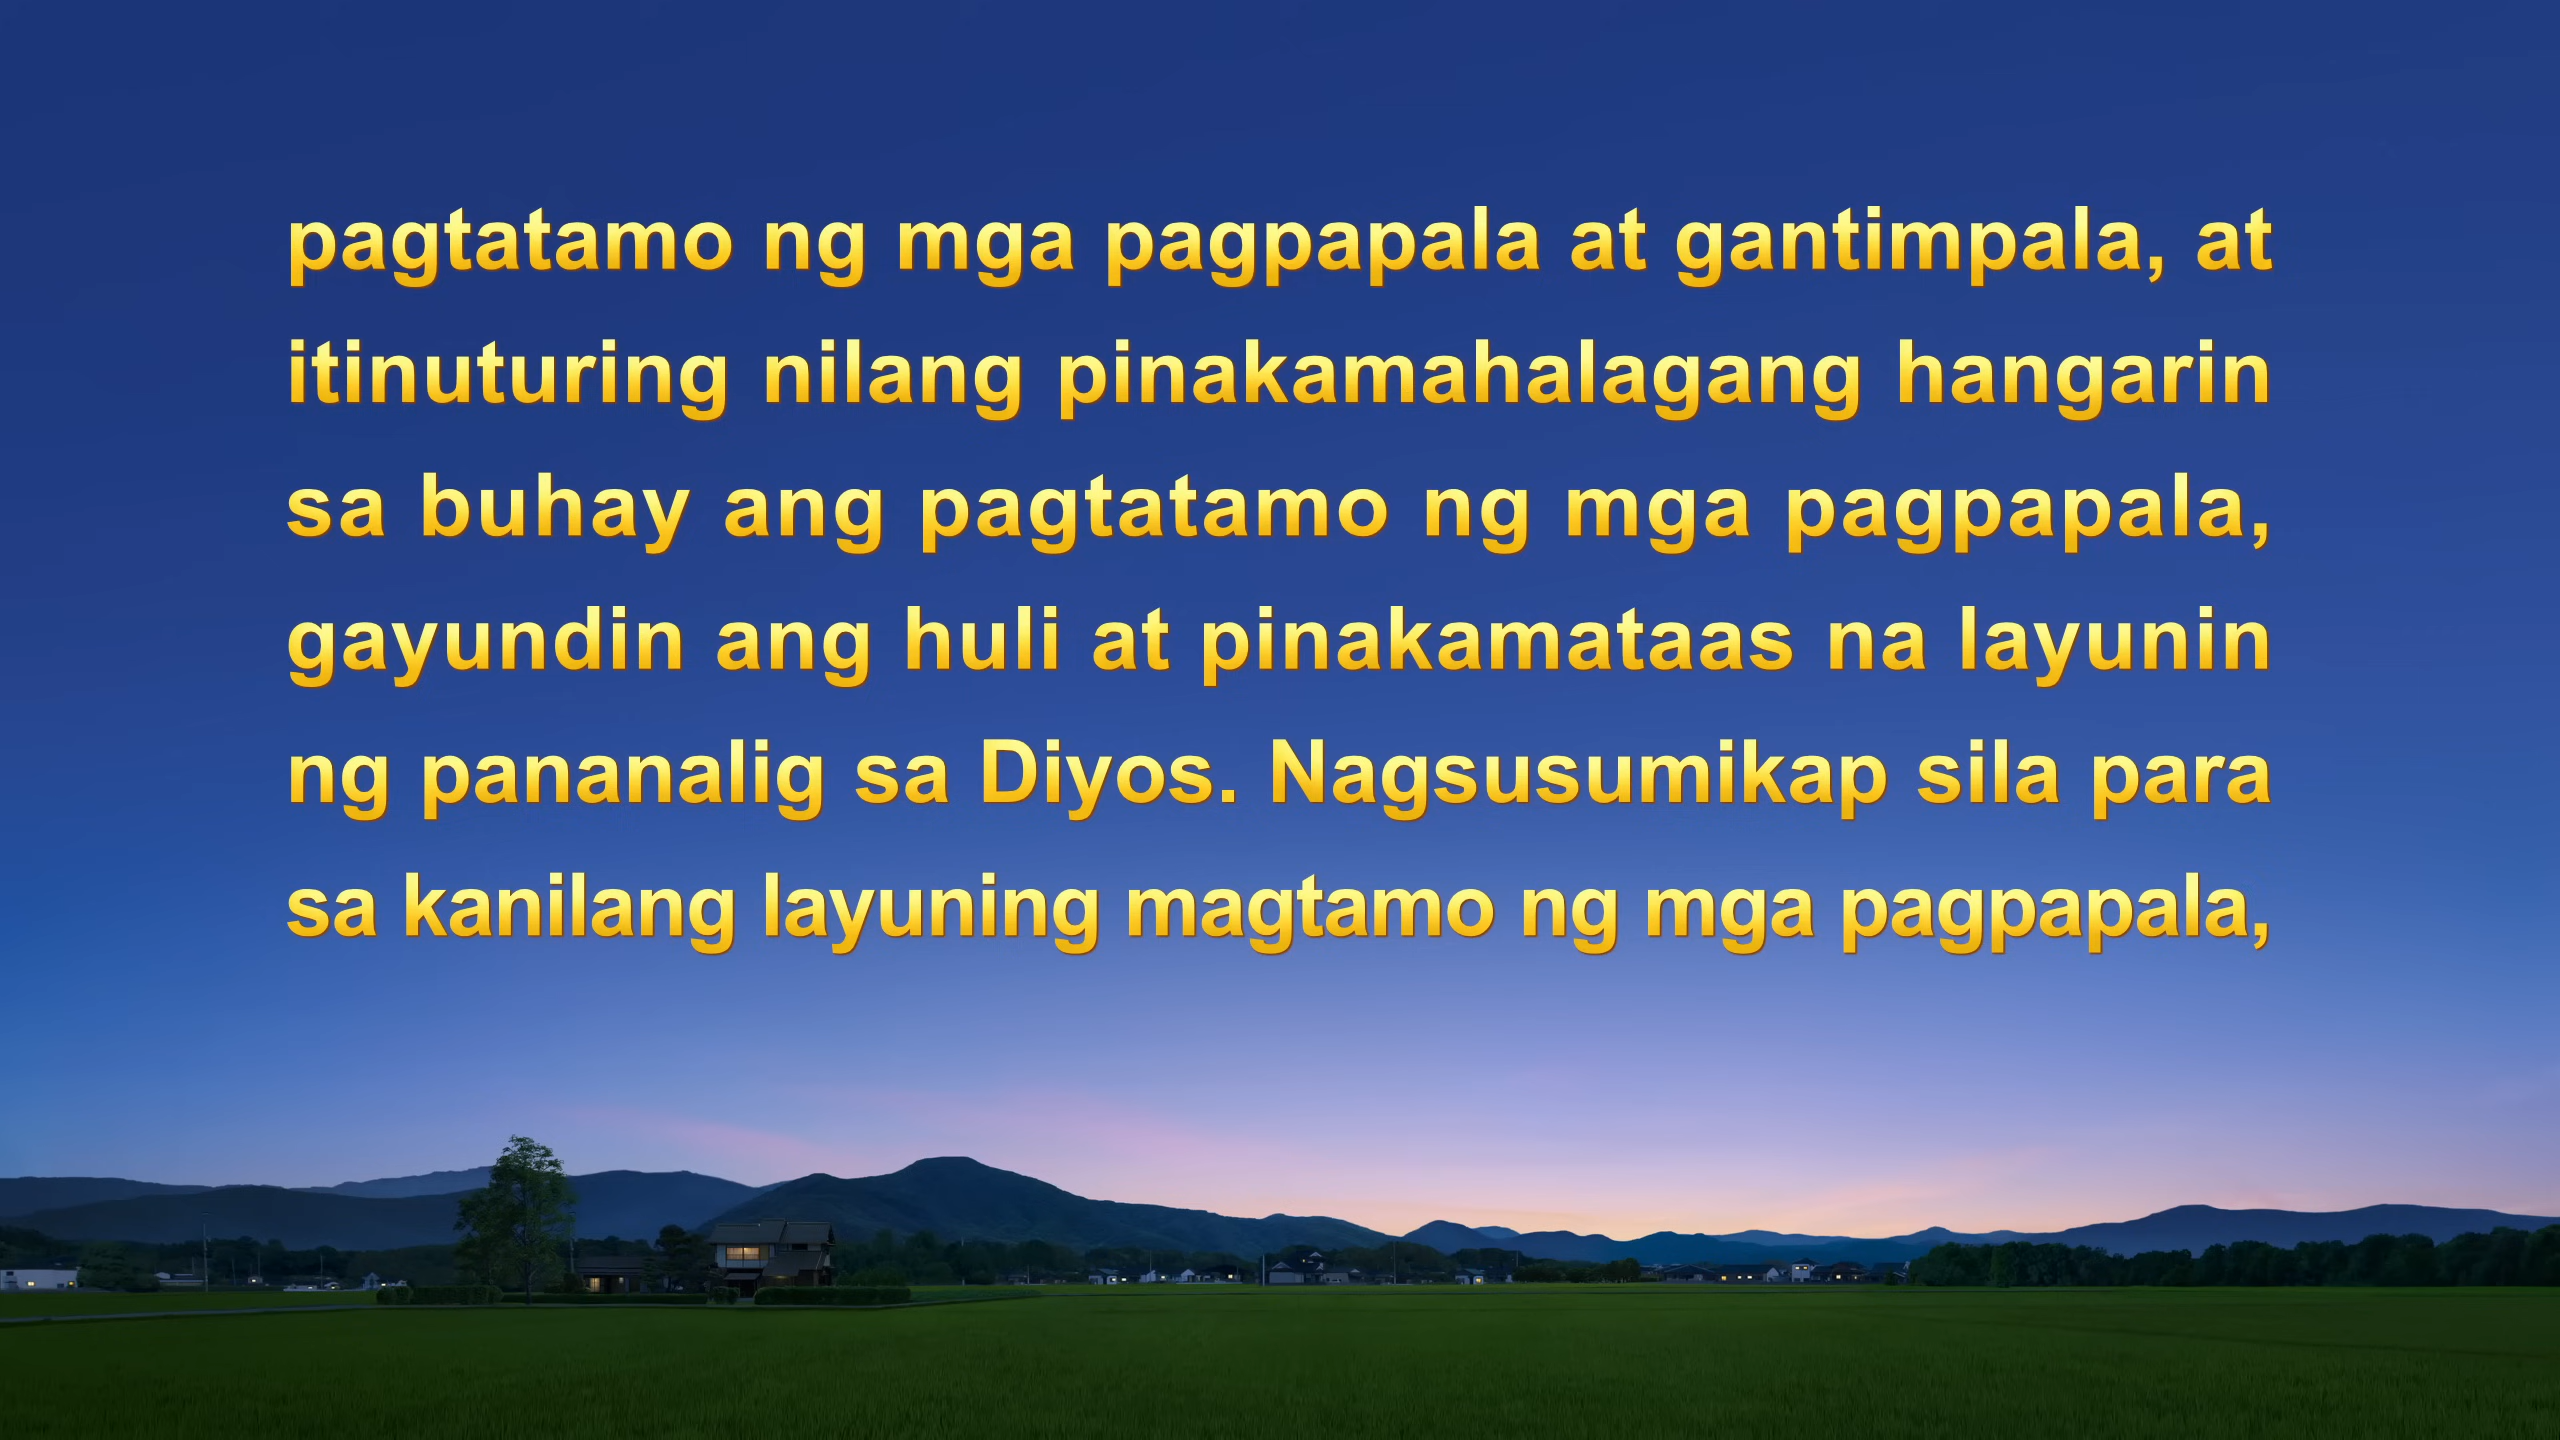 pagtatamo ng mga pagpapala at gantimpala, at
itinuturing nilang pinakamahalagang hangarin
sa buhay ang pagtatamo ng mga pagpapala,
gayundin ang huli at pinakamataas na layunin
ng pananalig sa Diyos. Nagsusumikap sila para
sa kanilang layuning magtamo ng mga pagpapala,